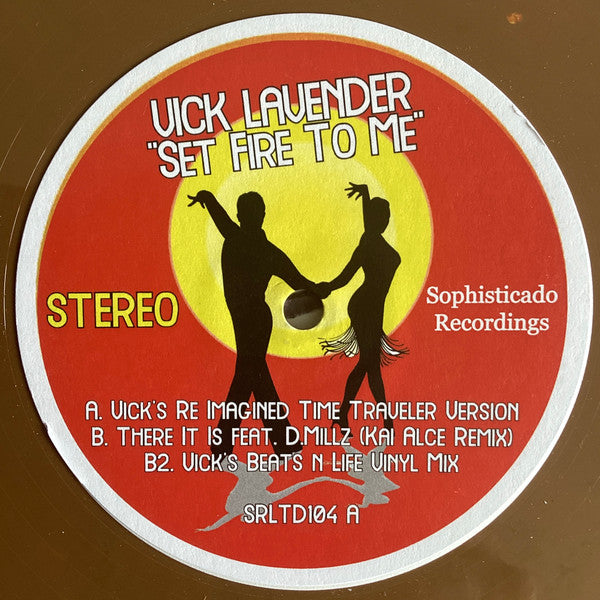 VICK LAVENDER
"SET FIRE TO ME"
STEREO
Sophisticado
Recordings
A. VICK'S RE IMAGINED TIME TRAVELER VERSION
B. THERE IT IS FEAT. D.MILLZ (KAI ALCE REMIX)
B2. VICK'S BEATS N LIFE VINYL MIX
SRLTD104 A